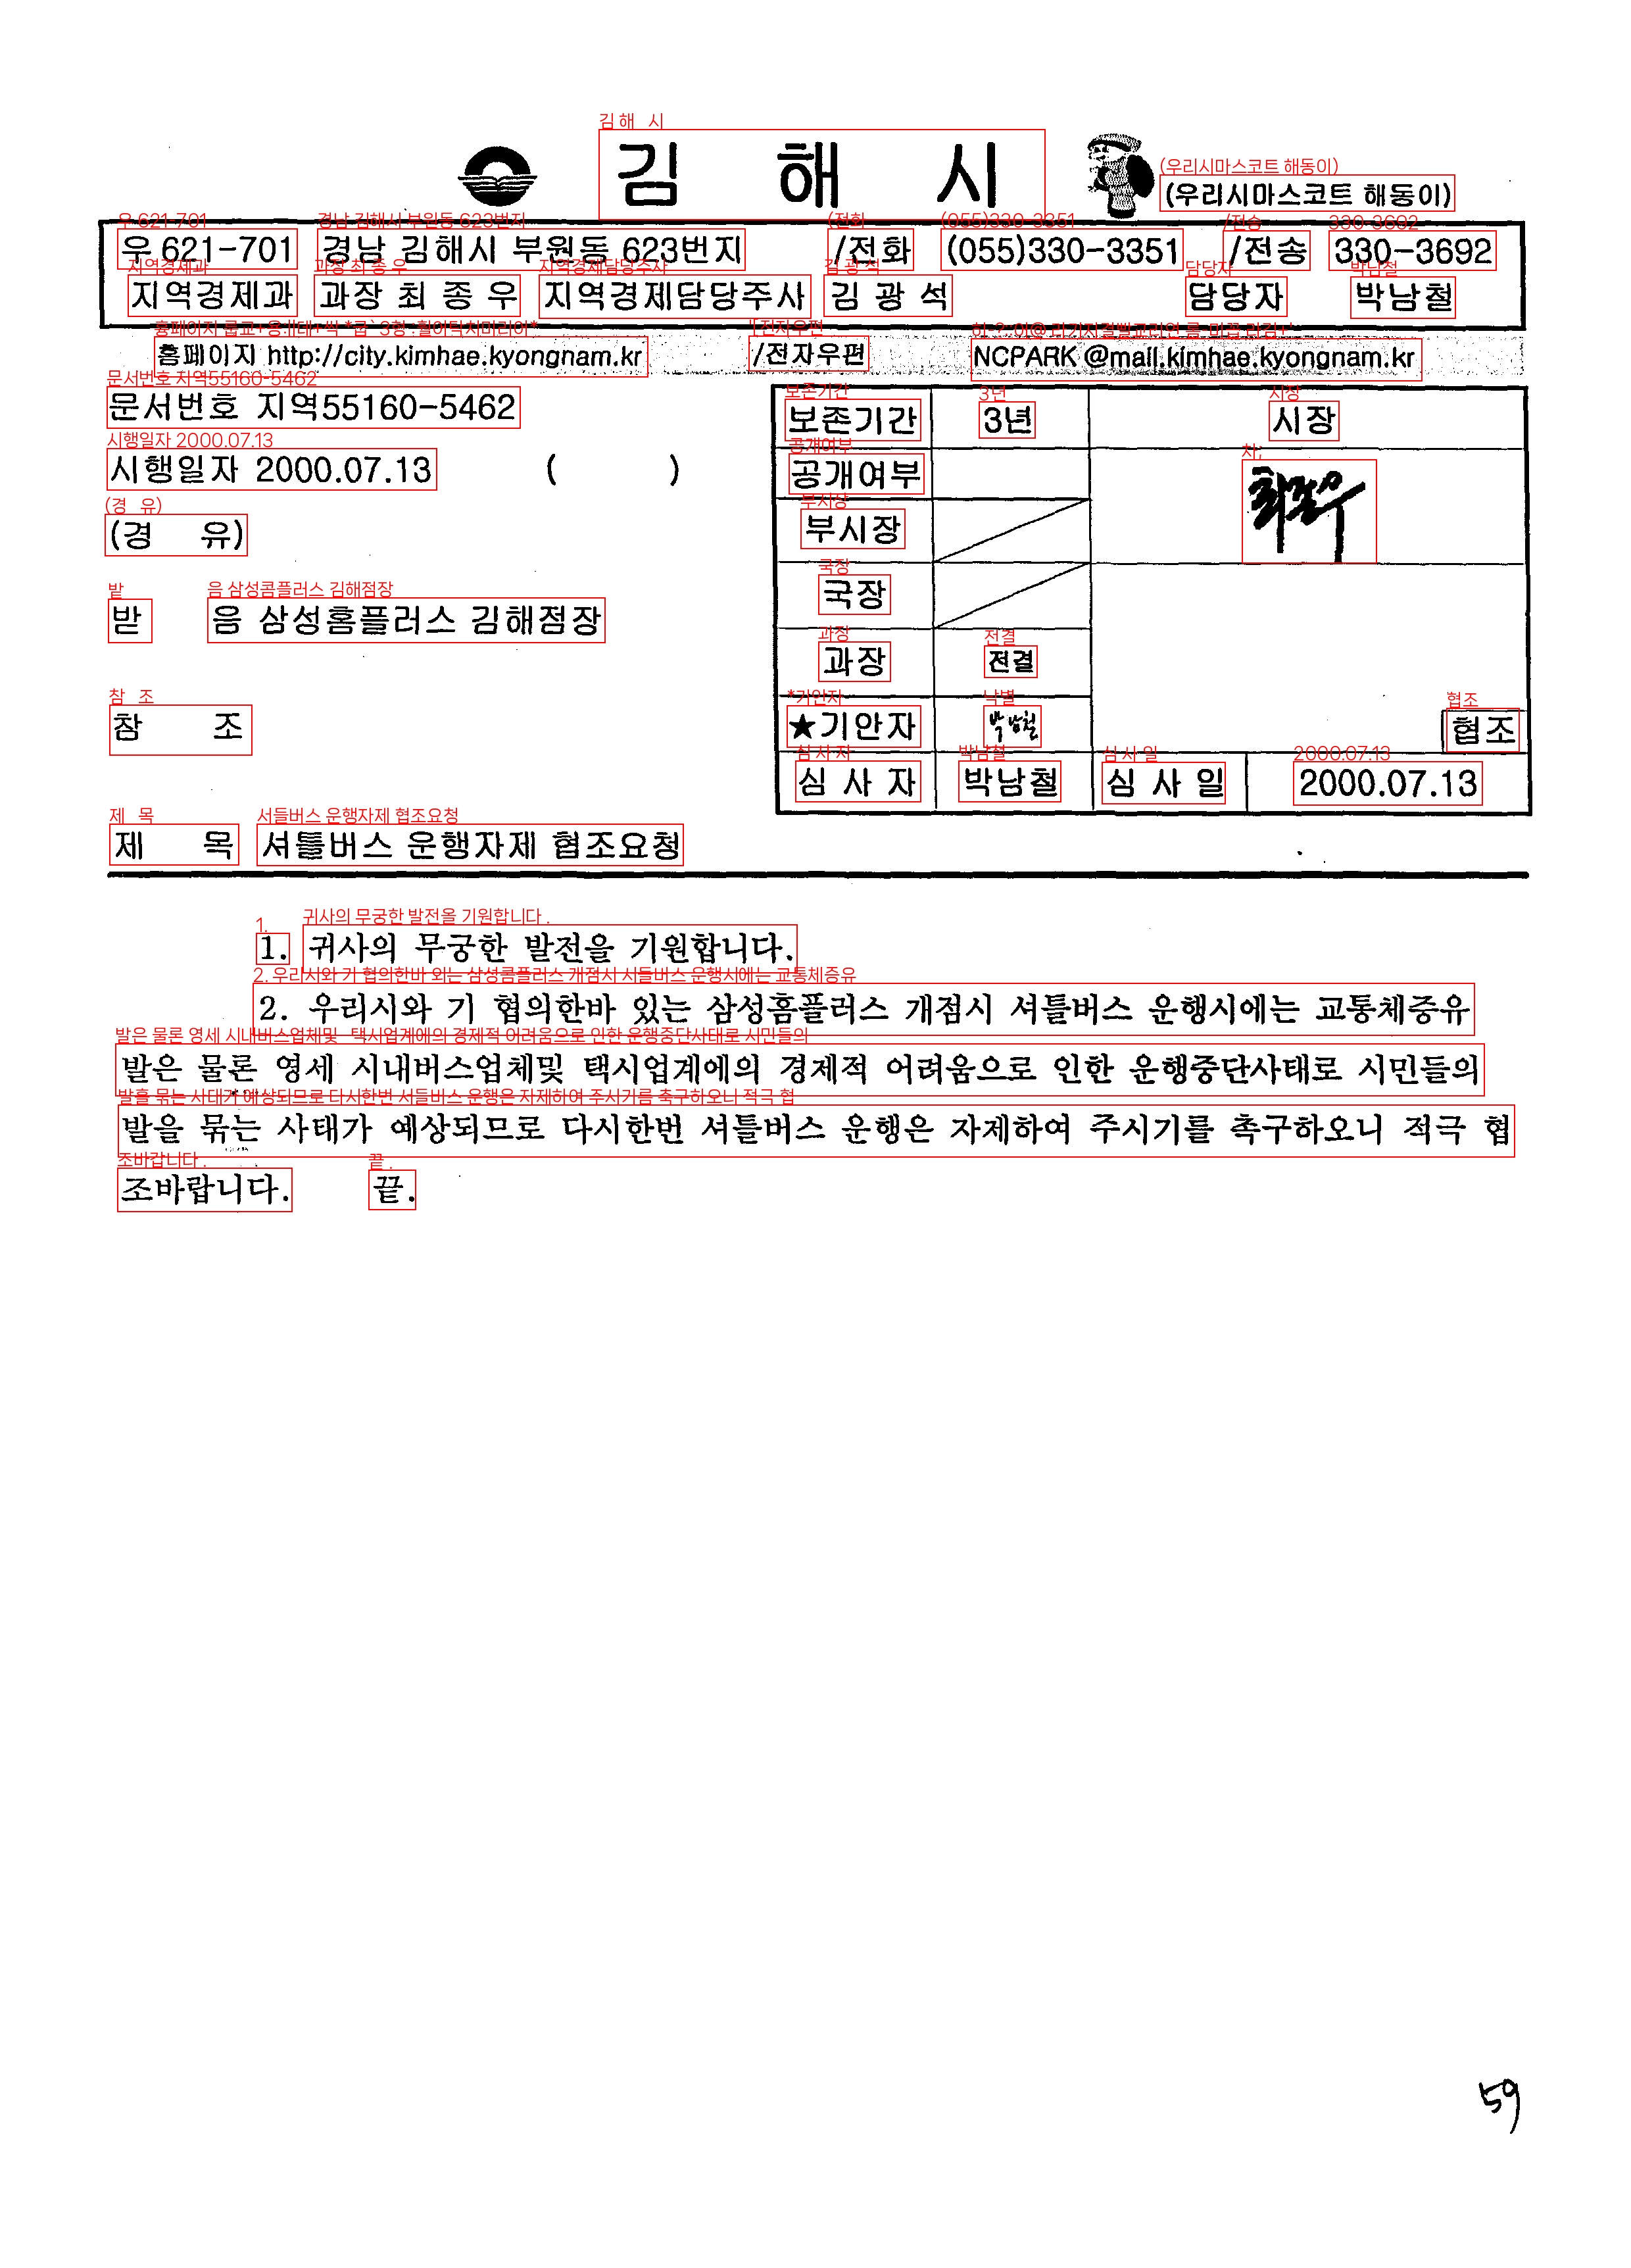 김 해 시
(우리시마스코트 해동이)
우 621-701 경남 김해시 부원동 623번지 /전화 (055)330-3351 /전송 330-3692
지역경제과 과장 최 종 우 지역경제담당주사 김 광 석 담당자 박남철
홈페이지 http://city.kimhae.kyongnam.kr /전자우편 NCPARK @mail.kimhae.kyongnam.kr
문서번호 지역55160-5462
시행일자 2000.07.13 ( )
(경 유)
받 음 삼성홈플러스 김해점장
참 조
제 목 셔틀버스 운행자제 협조요청
보존기간 3년 시장
공개여부
최종우
부시장
국장
과장 전결
★기안자 박남철 협조
심 사 자 박남철 심 사 일 2000.07.13
1. 귀사의 무궁한 발전을 기원합니다.
2. 우리시와 기 협의한바 있는 삼성홈플러스 개점시 셔틀버스 운행시에는 교통체증유
발은 물론 영세 시내버스업체및 택시업계에의 경제적 어려움으로 인한 운행중단사태로 시민들의
발을 묶는 사태가 예상되므로 다시한번 셔틀버스 운행은 자제하여 주시기를 촉구하오니 적극 협
조바랍니다. 끝.
59